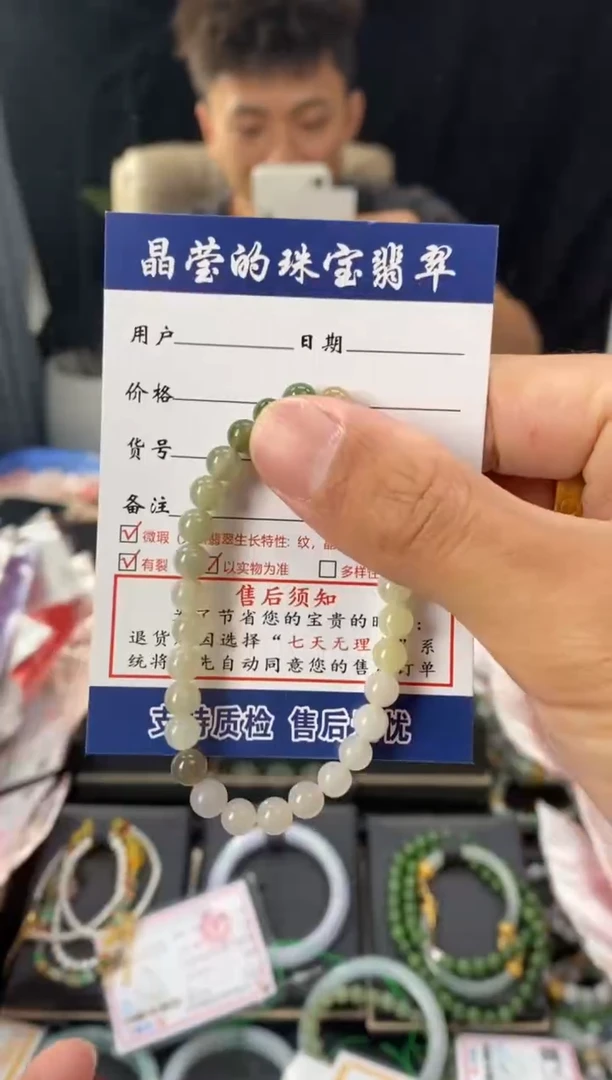 晶莹的珠宝翡翠
用户 日期
价格
货号
备注
微瑕 翡翠生长特性: 纹,
有裂 以实物为准 多样性
售后须知
节省您的宝贵的时 :
退货 因选择“七天无理 ”系
统将 先自动同意您的售 订单
支持质检 售后无忧